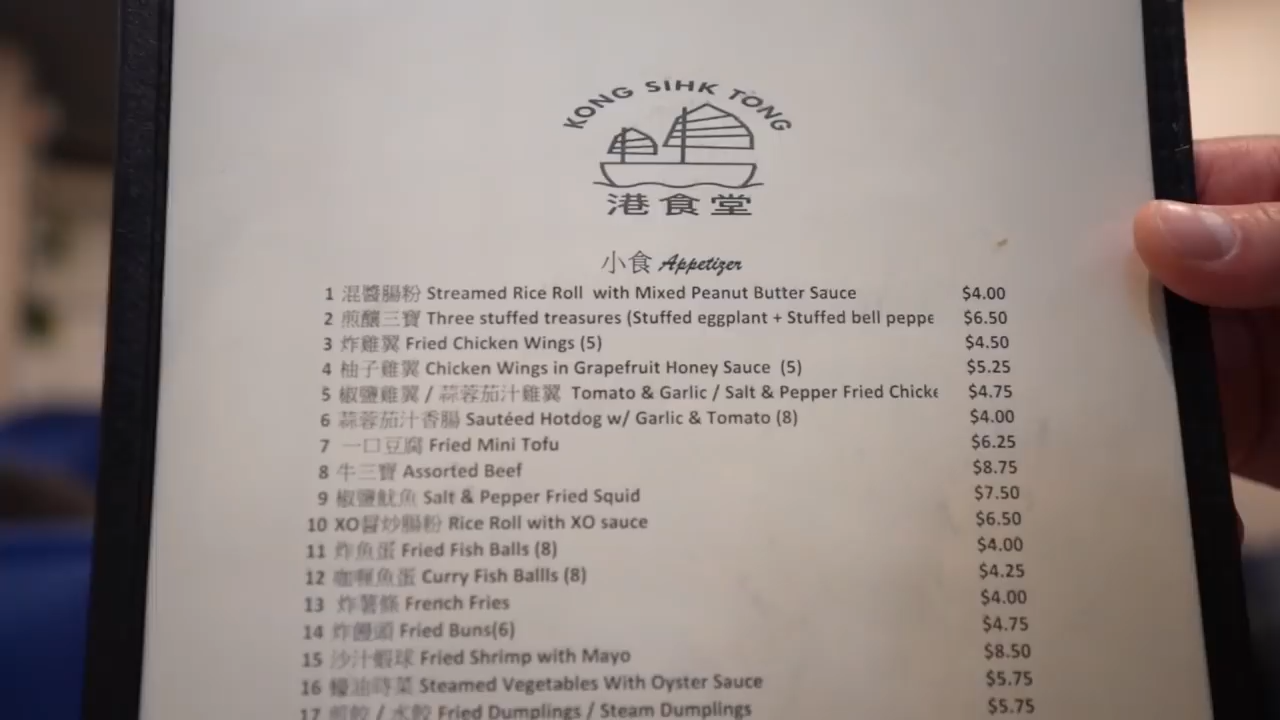 KONG SIHK TONG
港食堂
小食 Appetizer
1 混醬腸粉 Streamed Rice Roll with Mixed Peanut Butter Sauce $4.00
2 煎釀三寶 Three stuffed treasures (Stuffed eggplant + Stuffed bell peppe $6.50
3 炸雞翼 Fried Chicken Wings (5) $4.50
4 柚子雞翼 Chicken Wings in Grapefruit Honey Sauce (5) $5.25
5 椒鹽雞翼 / 蒜蓉茄汁雞翼 Tomato & Garlic / Salt & Pepper Fried Chicke $4.75
6 蒜蓉茄汁香腸 Sautéed Hotdog w/ Garlic & Tomato (8) $4.00
7 一口豆腐 Fried Mini Tofu $6.25
8 牛三寶 Assorted Beef $8.75
9 椒鹽魷魚 Salt & Pepper Fried Squid $7.50
10 XO醬炒腸粉 Rice Roll with XO sauce $6.50
11 炸魚蛋 Fried Fish Balls (8) $4.00
12 咖喱魚蛋 Curry Fish Ballls (8) $4.25
13 炸薯條 French Fries $4.00
14 炸饅頭 Fried Buns(6) $4.75
15 沙汁蝦球 Fried Shrimp with Mayo $8.50
16 蠔油時菜 Steamed Vegetables With Oyster Sauce $5.75
17 煎餃 / 水餃 Fried Dumplings / Steam Dumplings $5.75